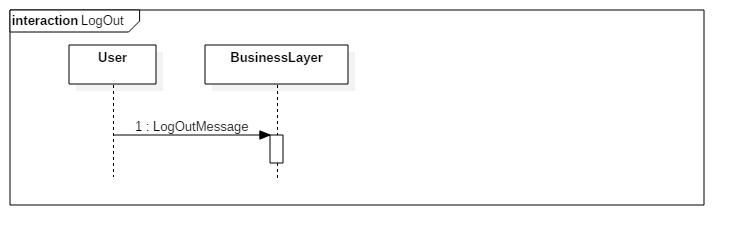 interaction LogOut
User
BusinessLayer
1 : LogOutMessage